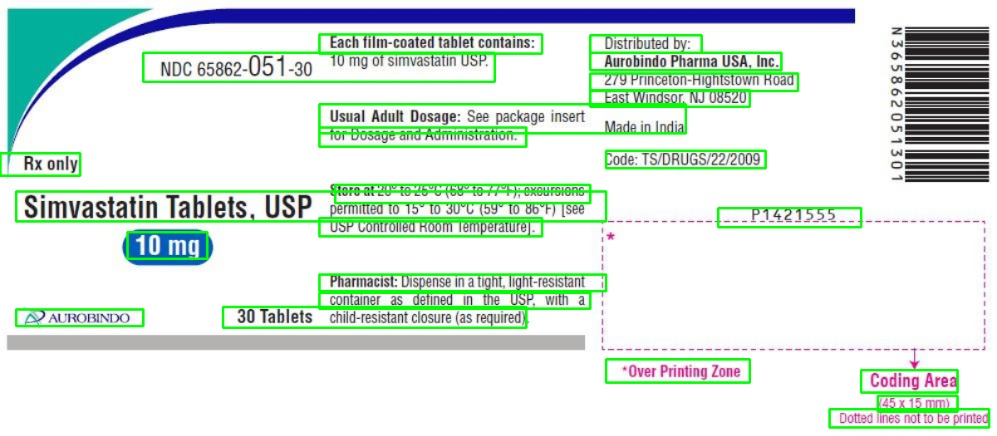 NDC 65862-051-30
Rx only
Simvastatin Tablets, USP
10 mg
AUROBINDO
30 Tablets
Each film-coated tablet contains:
10 mg of simvastatin USP.
Usual Adult Dosage: See package insert
for Dosage and Administration.
Store at 20° to 25°C (68° to 77°F); excursions
permitted to 15° to 30°C (59° to 86°F) [see
USP Controlled Room Temperature].
Pharmacist: Dispense in a tight, light-resistant
container as defined in the USP, with a
child-resistant closure (as required).
Distributed by:
Aurobindo Pharma USA, Inc.
279 Princeton-Hightstown Road
East Windsor, NJ 08520
Made in India
Code: TS/DRUGS/22/2009
N365862051301
P1421555
*
*Over Printing Zone
Coding Area
(45 x 15 mm)
Dotted lines not to be printed